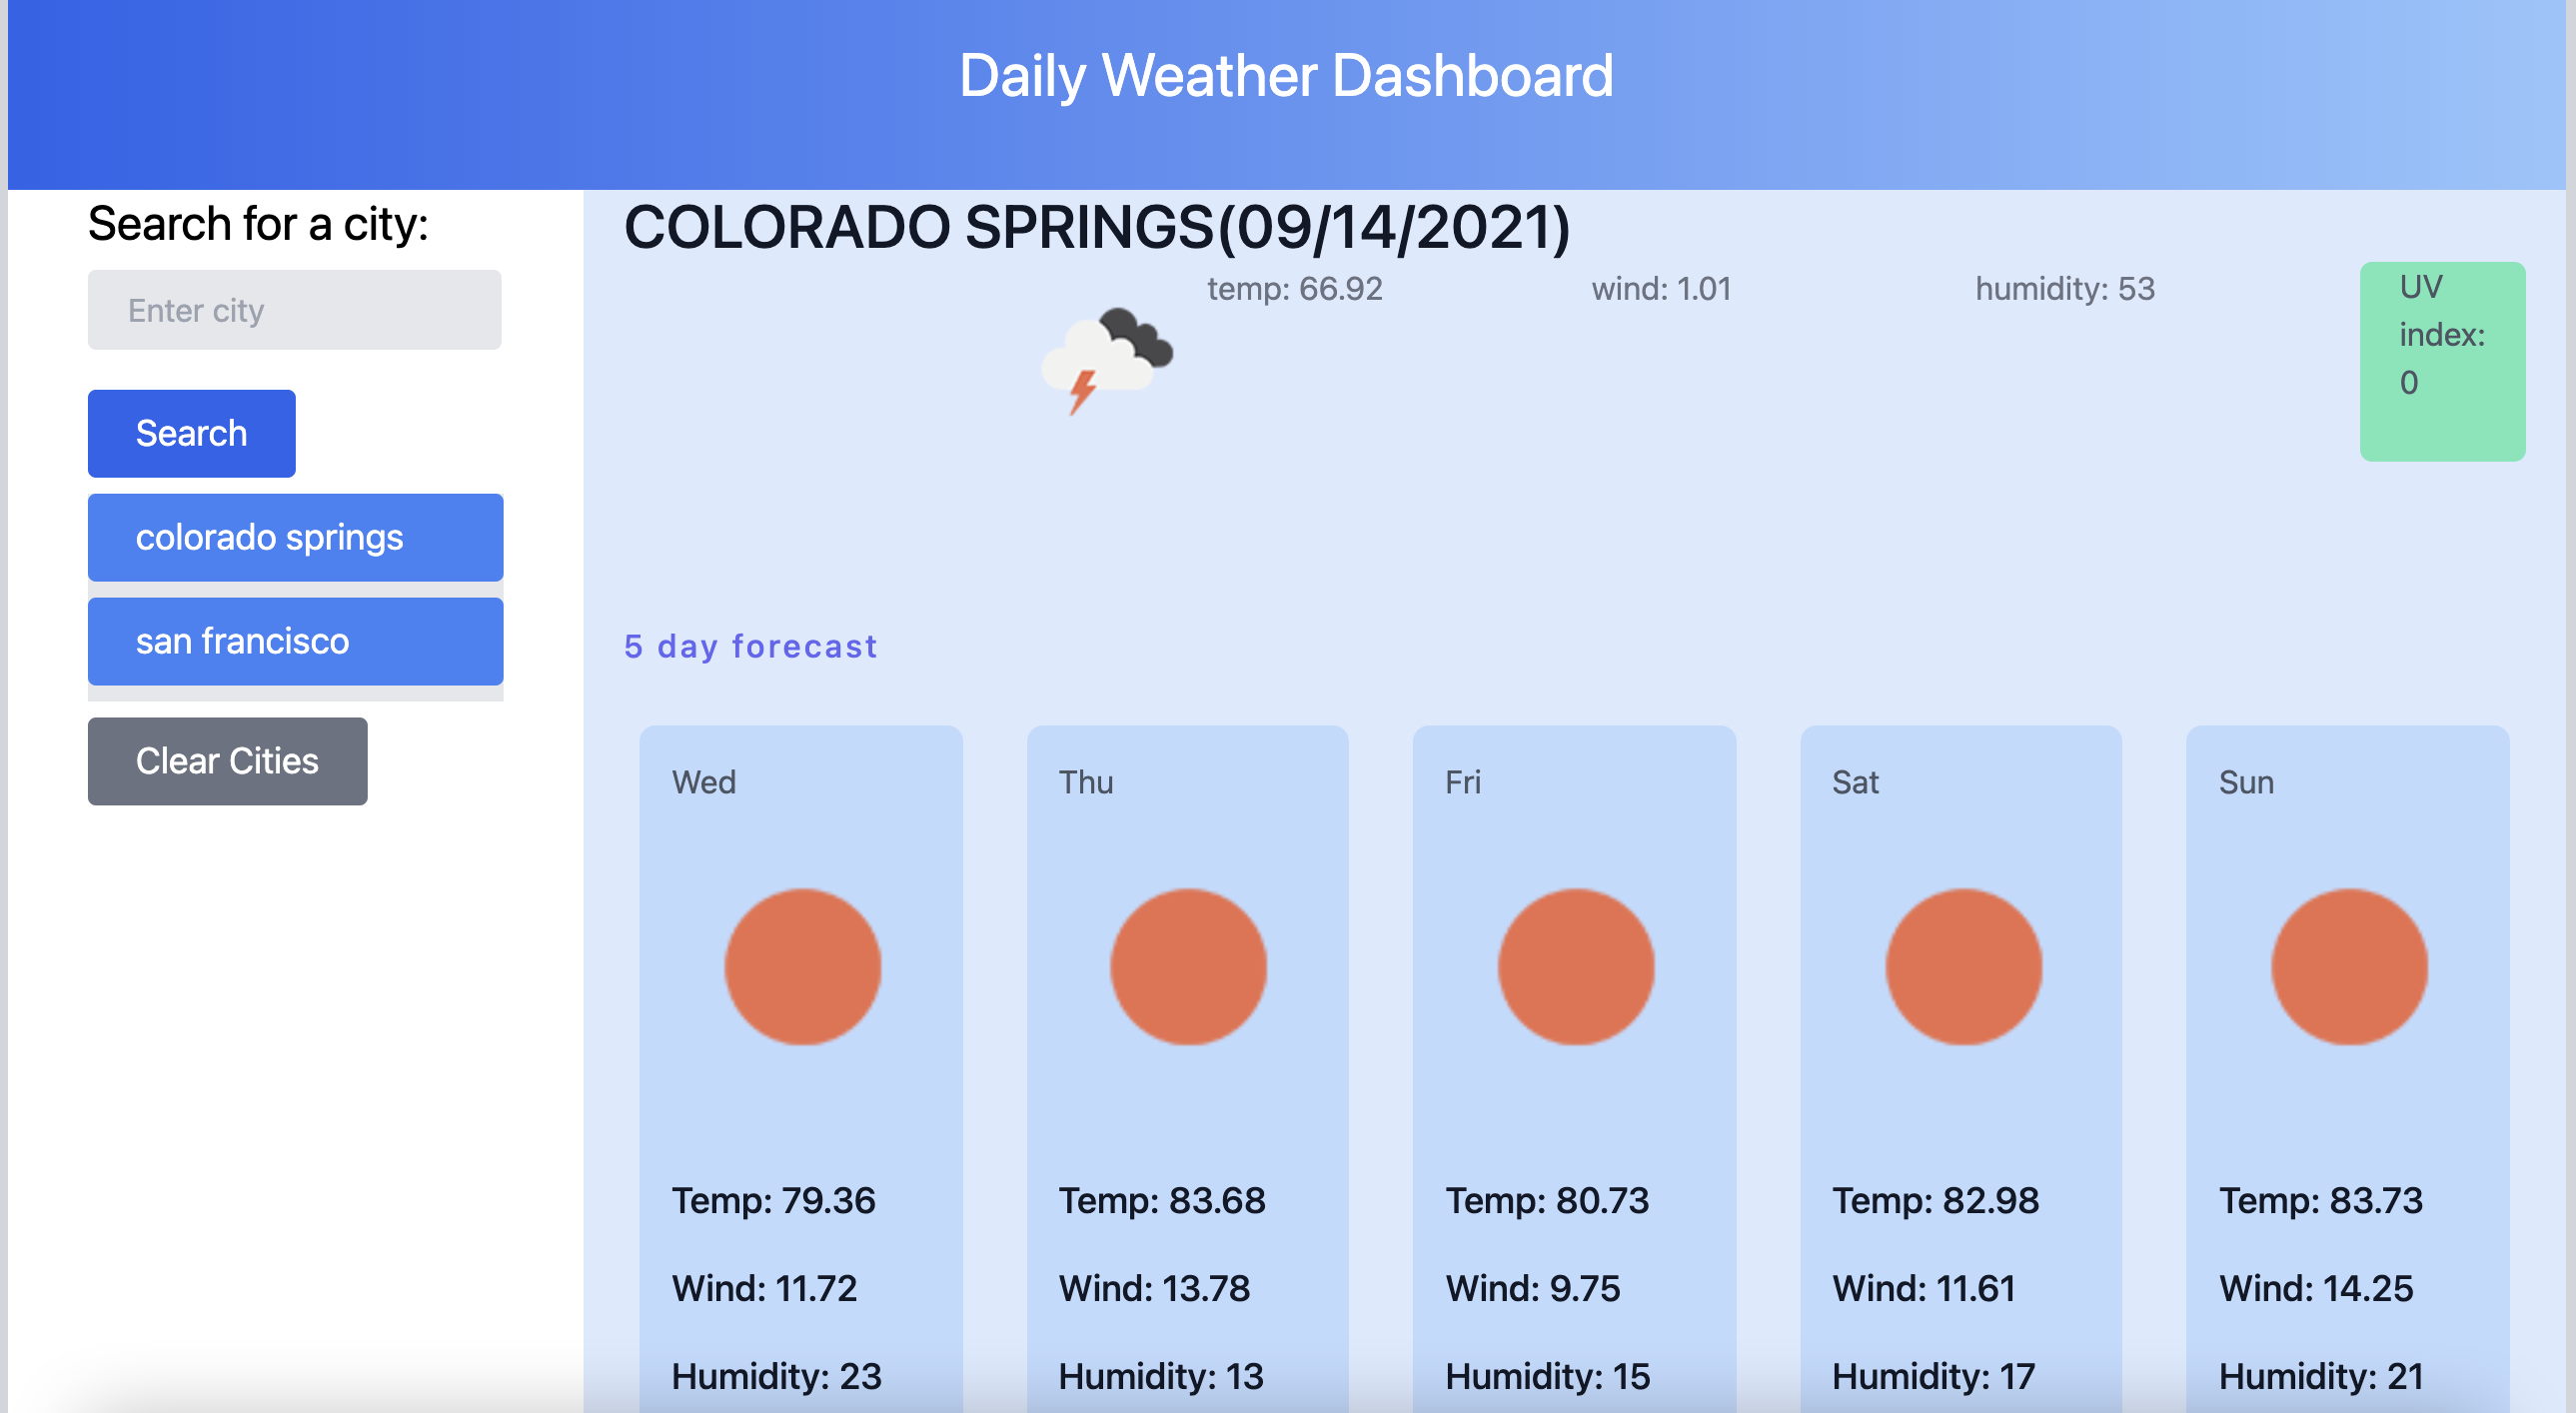 Daily Weather Dashboard
Search for a city:
Enter city
Search
colorado springs
san francisco
Clear Cities
COLORADO SPRINGS(09/14/2021)
temp: 66.92
wind: 1.01
humidity: 53
UV
index:
0
5 day forecast
Wed
Temp: 79.36
Wind: 11.72
Humidity: 23
Thu
Temp: 83.68
Wind: 13.78
Humidity: 13
Fri
Temp: 80.73
Wind: 9.75
Humidity: 15
Sat
Temp: 82.98
Wind: 11.61
Humidity: 17
Sun
Temp: 83.73
Wind: 14.25
Humidity: 21